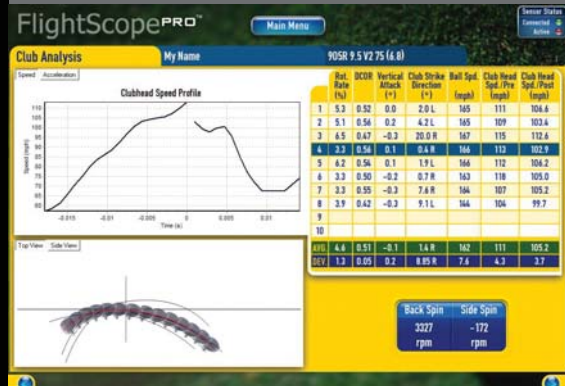 FlightScope PRO™
Main Menu
Sensor Status
Connected
Active
Club Analysis
My Name
905R 9.5 V2 75 (6.8)
Speed
Acceleration
Clubhead Speed Profile
Speed (mph)
110
105
100
95
90
85
80
75
70
65
60
-0.015 -0.01 -0.005 0 0.005 0.01
Time (s)
Rot. Rate (%) DCOR Vertical Attack (°) Club Strike Direction (°) Ball Spd. (mph) Club Head Spd./Pre (mph) Club Head Spd./Post (mph)
1 5.3 0.52 0.0 2.0 L 165 111 104.6
2 5.1 0.56 0.2 4.2 L 165 109 103.4
3 6.5 0.47 -0.3 20.0 R 167 115 112.6
4 3.3 0.56 0.1 0.4 R 166 113 102.9
5 6.2 0.54 0.1 1.9 L 166 112 106.2
6 3.3 0.50 -0.2 0.7 R 163 118 105.0
7 3.3 0.55 -0.3 7.6 R 164 107 105.2
8 3.9 0.42 -0.3 9.1 L 144 104 99.7
9
10
AVG. 4.6 0.51 -0.1 1.4 R 162 111 105.2
DEV 1.3 0.05 0.2 8.85 R 7.6 4.3 3.7
Top View
Side View
Back Spin Side Spin
3327 -172
rpm rpm